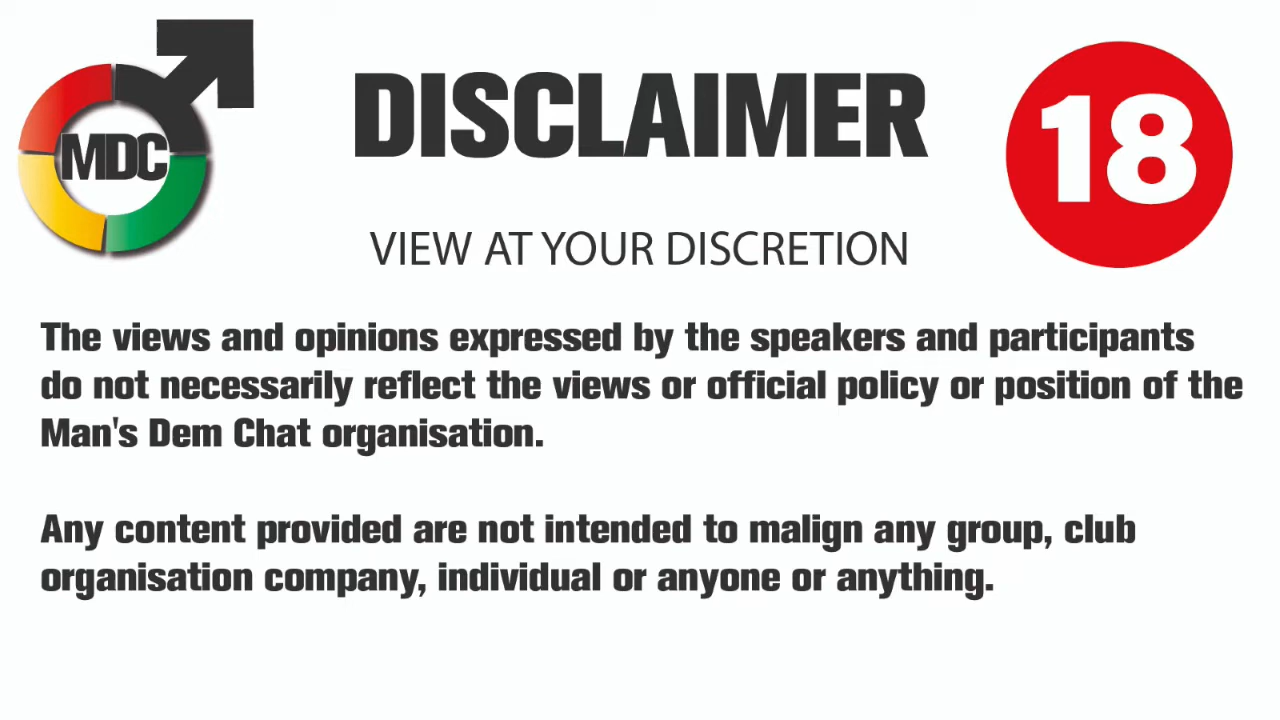 MDC
DISCLAIMER
18
VIEW AT YOUR DISCRETION
The views and opinions expressed by the speakers and participants
do not necessarily reflect the views or official policy or position of the
Man's Dem Chat organisation.
Any content provided are not intended to malign any group, club
organisation company, individual or anyone or anything.